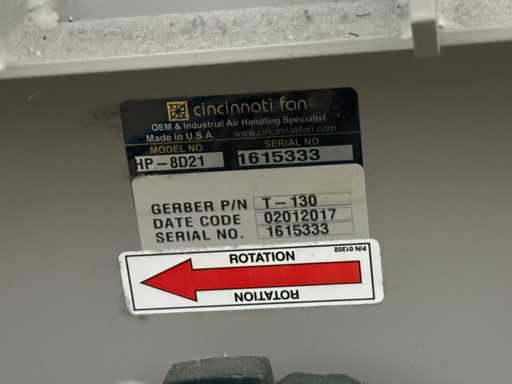 cincinnati fan
OEM & Industrial Air Handling Specialist
Made in U.S.A. www.cincinnatifan.com
MODEL NO. SERIAL NO.
HP-8D21 1615333
GERBER P/N T-130
DATE CODE 02012017
SERIAL NO. 1615333
ROTATION P/N 01202
ROTATION